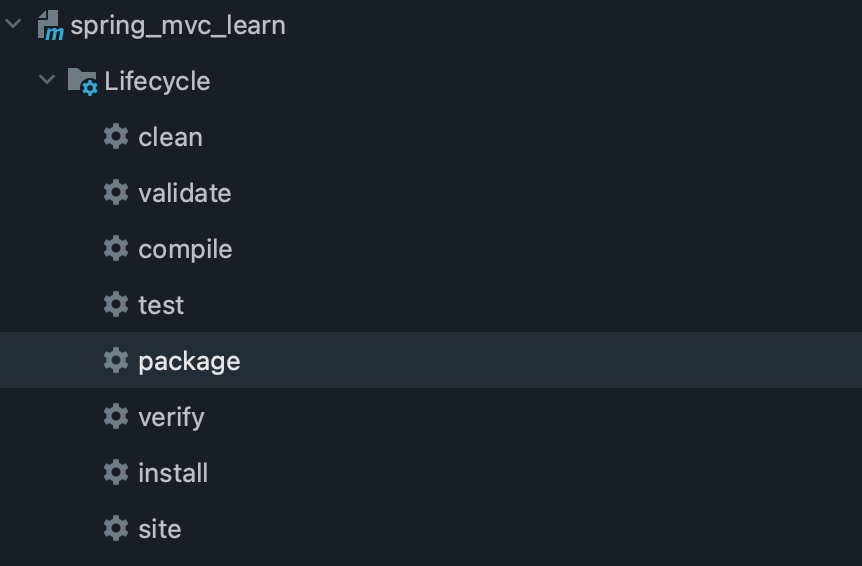 spring_mvc_learn
Lifecycle
clean
validate
compile
test
package
verify
install
site